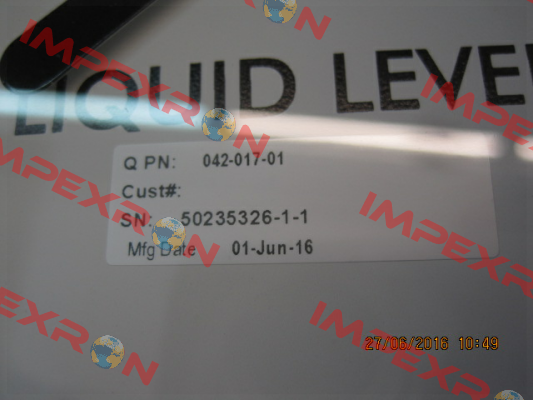 IMPEXRON
LIQUID LEVE
Q PN: 042-017-01
Cust#:
SN: 50235326-1-1
Mfg Date 01-Jun-16
27/06/2016 10:49